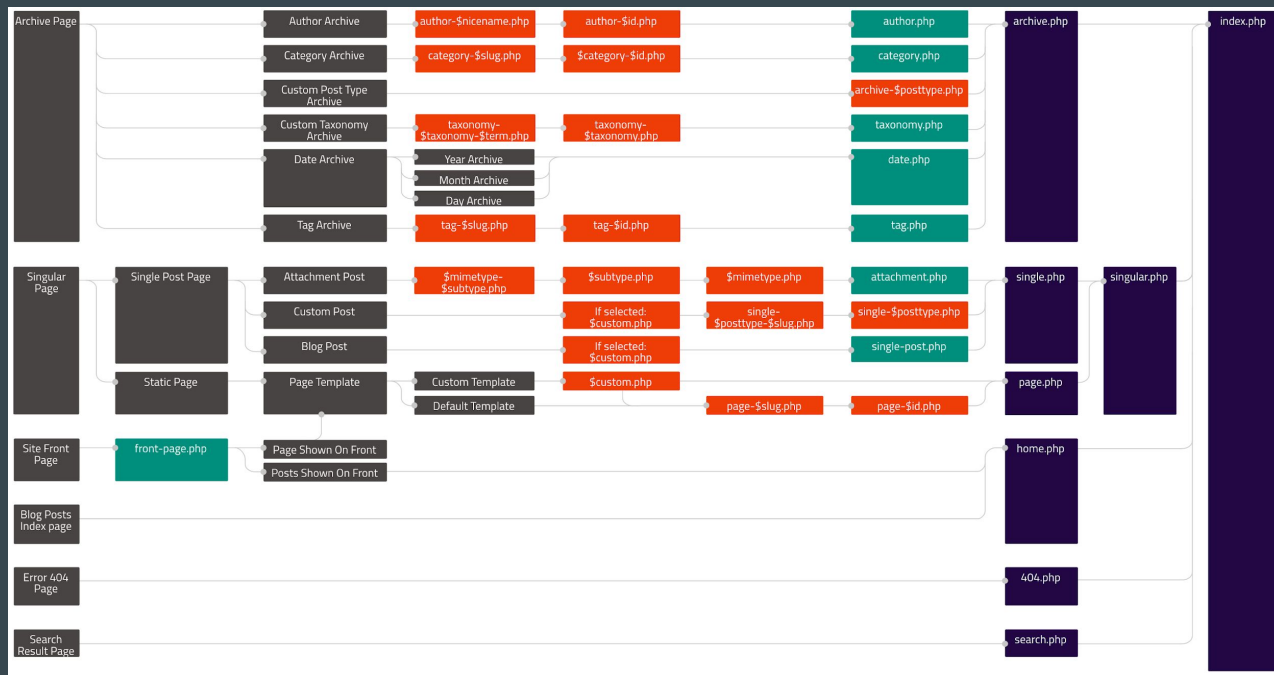 Archive Page
Author Archive
author-$nicename.php
author-$id.php
author.php
archive.php
index.php
Category Archive
category-$slug.php
$category-$id.php
category.php
Custom Post Type
Archive
archive-$posttype.php
Custom Taxonomy
Archive
taxonomy-
$taxonomy-$term.php
taxonomy-
$taxonomy.php
taxonomy.php
Date Archive
Year Archive
Month Archive
Day Archive
date.php
Tag Archive
tag-$slug.php
tag-$id.php
tag.php
Singular
Page
Single Post Page
Attachment Post
$mimetype-
$subtype.php
$subtype.php
$mimetype.php
attachment.php
single.php
singular.php
Custom Post
If selected:
$custom.php
single-
$posttype-$slug.php
single-$posttype.php
Blog Post
If selected:
$custom.php
single-post.php
Static Page
Page Template
Custom Template
$custom.php
page.php
Default Template
page-$slug.php
page-$id.php
Site Front
Page
front-page.php
Page Shown On Front
Posts Shown On Front
home.php
Blog Posts
Index page
Error 404
Page
404.php
Search
Result Page
search.php